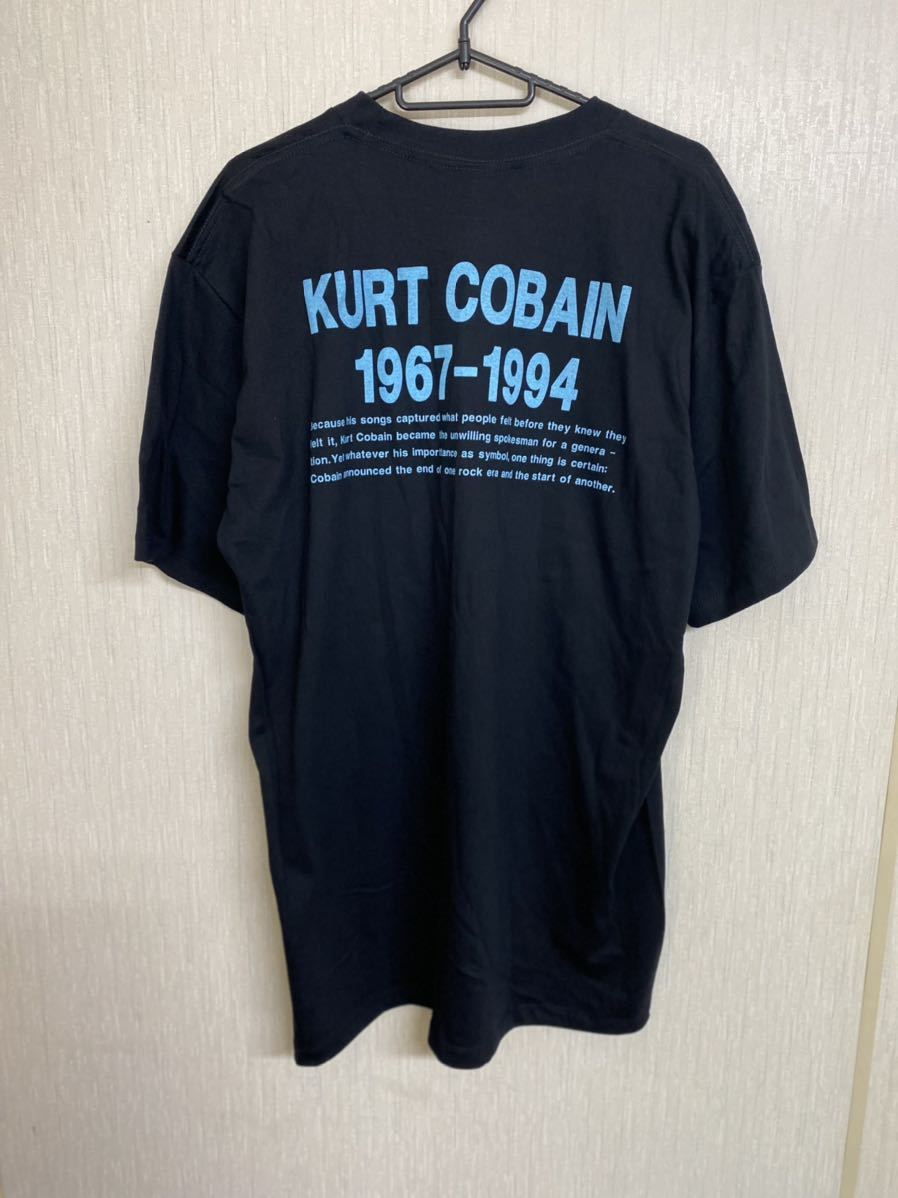 KURT COBAIN
1967-1994
Because his songs captured what people felt before they knew they
felt it, Kurt Cobain became the unwilling spokesman for a genera -
tion. Yet whatever his importance as symbol, one thing is certain:
Cobain announced the end of one rock era and the start of another.